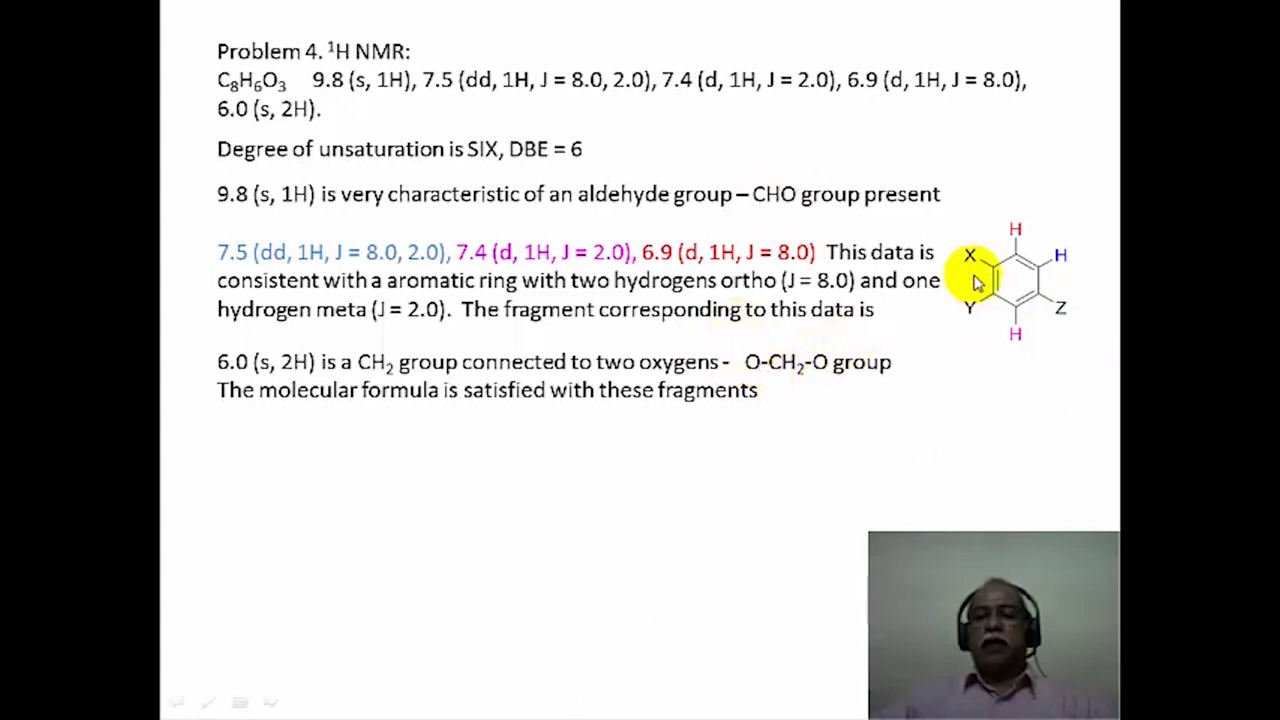 Problem 4. ¹H NMR:
C₈H₆O₃ 9.8 (s, 1H), 7.5 (dd, 1H, J = 8.0, 2.0), 7.4 (d, 1H, J = 2.0), 6.9 (d, 1H, J = 8.0),
6.0 (s, 2H).
Degree of unsaturation is SIX, DBE = 6
9.8 (s, 1H) is very characteristic of an aldehyde group – CHO group present
7.5 (dd, 1H, J = 8.0, 2.0), 7.4 (d, 1H, J = 2.0), 6.9 (d, 1H, J = 8.0) This data is
consistent with a aromatic ring with two hydrogens ortho (J = 8.0) and one
hydrogen meta (J = 2.0). The fragment corresponding to this data is
H
X H
Y Z
H
6.0 (s, 2H) is a CH₂ group connected to two oxygens - O-CH₂-O group
The molecular formula is satisfied with these fragments